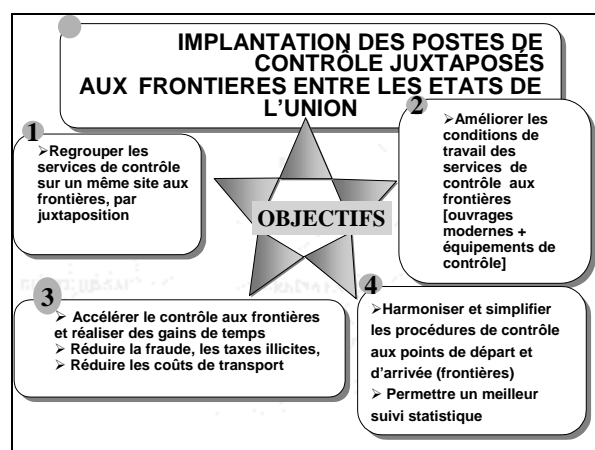 IMPLANTATION DES POSTES DE
CONTRÔLE JUXTAPOSÉS
AUX FRONTIERES ENTRE LES ETATS DE
L'UNION
1
➢Regrouper les
services de contrôle
sur un même site aux
frontières, par
juxtaposition
2
➢Améliorer les
conditions de
travail des
services de
contrôle aux
frontières
[ouvrages
modernes +
équipements de
contrôle]
OBJECTIFS
3
➢ Accélérer le contrôle aux frontières
et réaliser des gains de temps
➢ Réduire la fraude, les taxes illicites,
➢ Réduire les coûts de transport
4
➢Harmoniser et simplifier
les procédures de contrôle
aux points de départ et
d'arrivée (frontières)
➢ Permettre un meilleur
suivi statistique